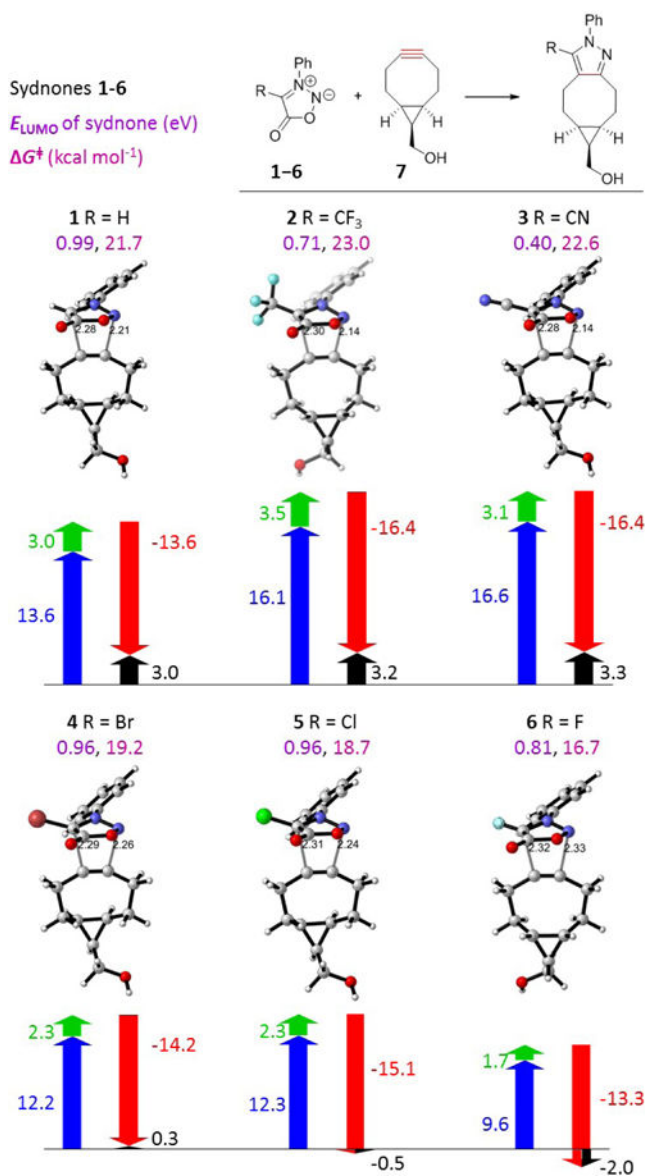 Ph
R
N
N
Ph
R
N⊕
N⊖
O
O
+
H
H
OH
H
H
OH
Sydnones 1-6
E_LUMO of sydnone (eV)
ΔG‡ (kcal mol⁻¹)
1–6
7
1 R = H
0.99, 21.7
2 R = CF₃
0.71, 23.0
3 R = CN
0.40, 22.6
2.28 2.21
2.30 2.14
2.28 2.14
3.0
-13.6
13.6
3.0
3.5
-16.4
16.1
3.2
3.1
-16.4
16.6
3.3
4 R = Br
0.96, 19.2
5 R = Cl
0.96, 18.7
6 R = F
0.81, 16.7
2.29 2.26
2.31 2.24
2.32 2.33
2.3
-14.2
12.2
0.3
2.3
-15.1
12.3
-0.5
1.7
-13.3
9.6
-2.0